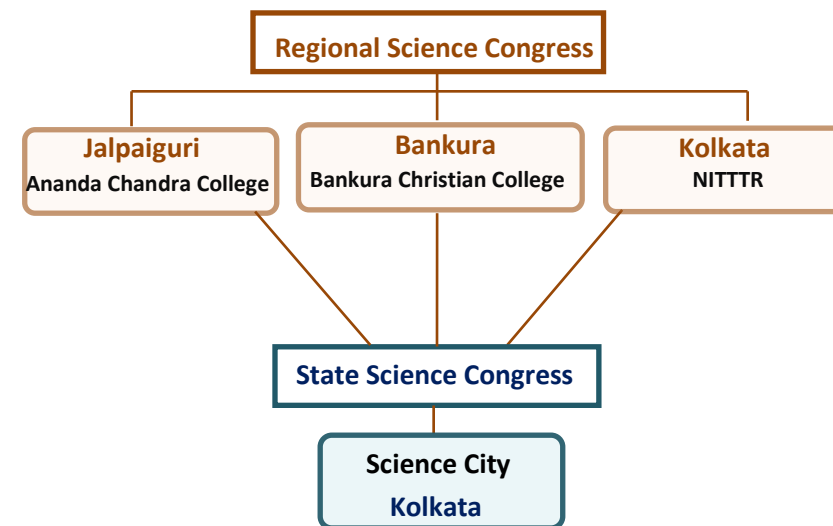 Regional Science Congress
Jalpaiguri
Ananda Chandra College
Bankura
Bankura Christian College
Kolkata
NITTTR
State Science Congress
Science City
Kolkata